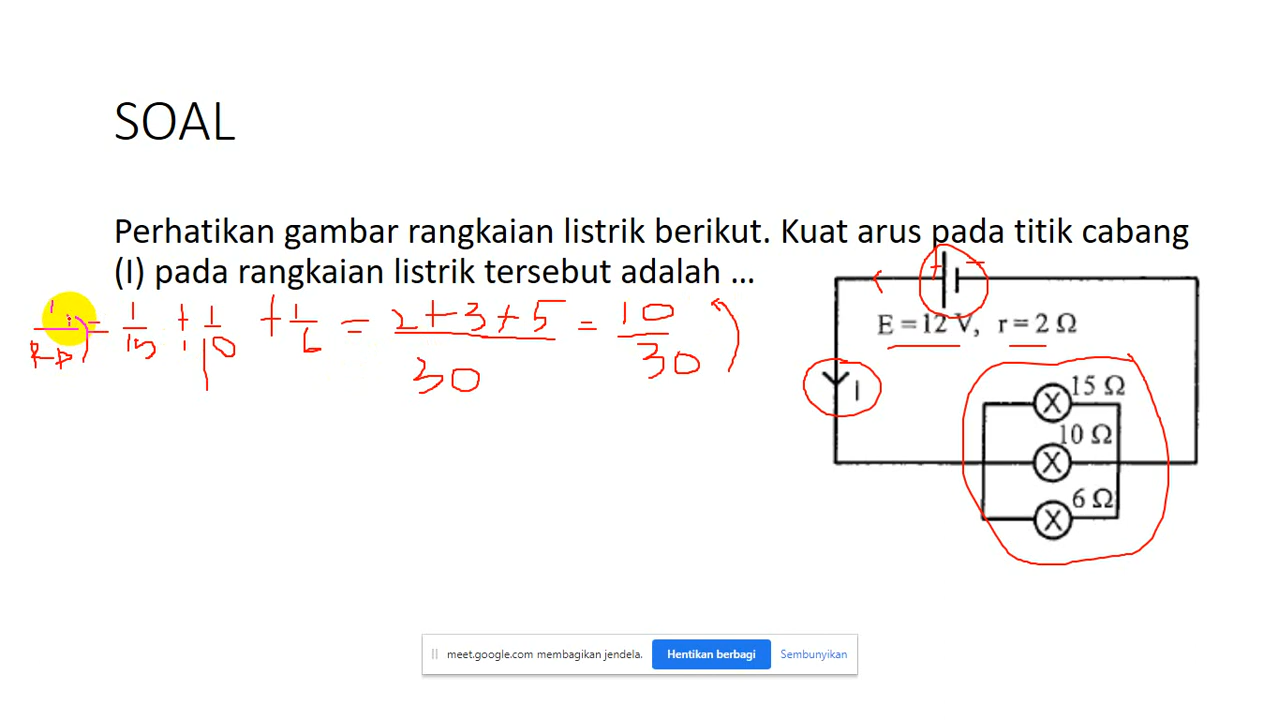 SOAL
Perhatikan gambar rangkaian listrik berikut. Kuat arus pada titik cabang
(I) pada rangkaian listrik tersebut adalah ...
+ −
E = 12 V, r = 2 Ω
1/Rp = 1/15 + 1/10 + 1/6 = 2+3+5/30 = 10/30
I
15 Ω
X
10 Ω
X
6 Ω
X
meet.google.com membagikan jendela. Hentikan berbagi Sembunyikan